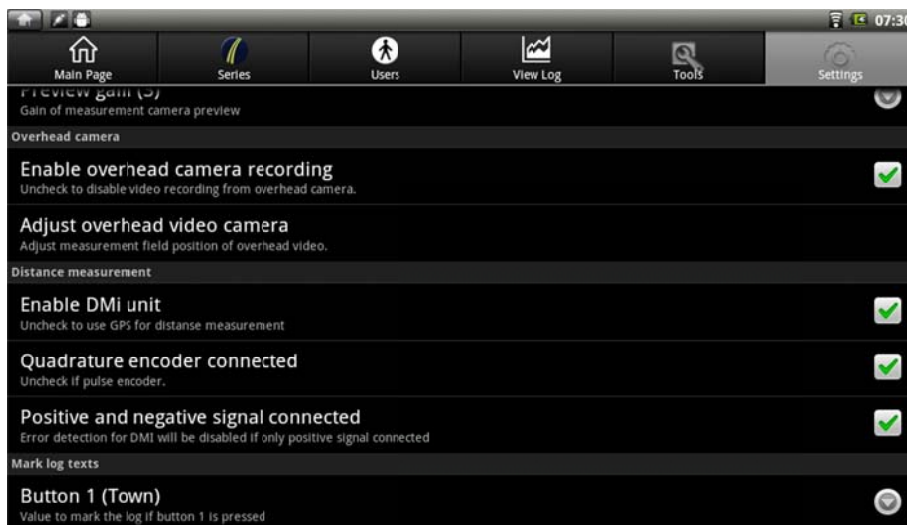 07:30
Main Page
Series
Users
View Log
Tools
Settings
Preview gain (3)
Gain of measurement camera preview
Overhead camera
Enable overhead camera recording
Uncheck to disable video recording from overhead camera.
Adjust overhead video camera
Adjust measurement field position of overhead video.
Distance measurement
Enable DMi unit
Uncheck to use GPS for distanse measurement
Quadrature encoder connected
Uncheck if pulse encoder.
Positive and negative signal connected
Error detection for DMI will be disabled if only positive signal connected
Mark log texts
Button 1 (Town)
Value to mark the log if button 1 is pressed